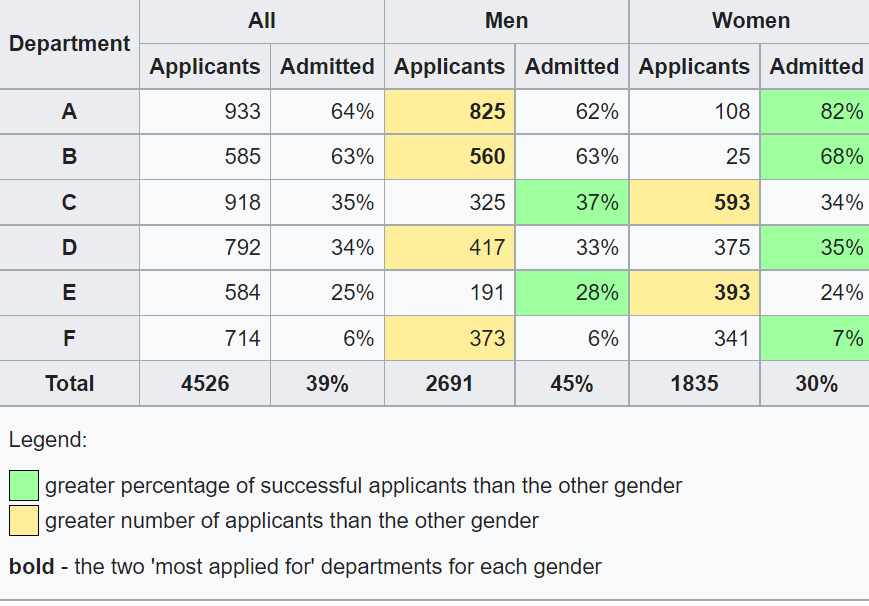 Department All Men Women
Applicants Admitted Applicants Admitted Applicants Admitted
A 933 64% 825 62% 108 82%
B 585 63% 560 63% 25 68%
C 918 35% 325 37% 593 34%
D 792 34% 417 33% 375 35%
E 584 25% 191 28% 393 24%
F 714 6% 373 6% 341 7%
Total 4526 39% 2691 45% 1835 30%
Legend:
greater percentage of successful applicants than the other gender
greater number of applicants than the other gender
bold - the two 'most applied for' departments for each gender